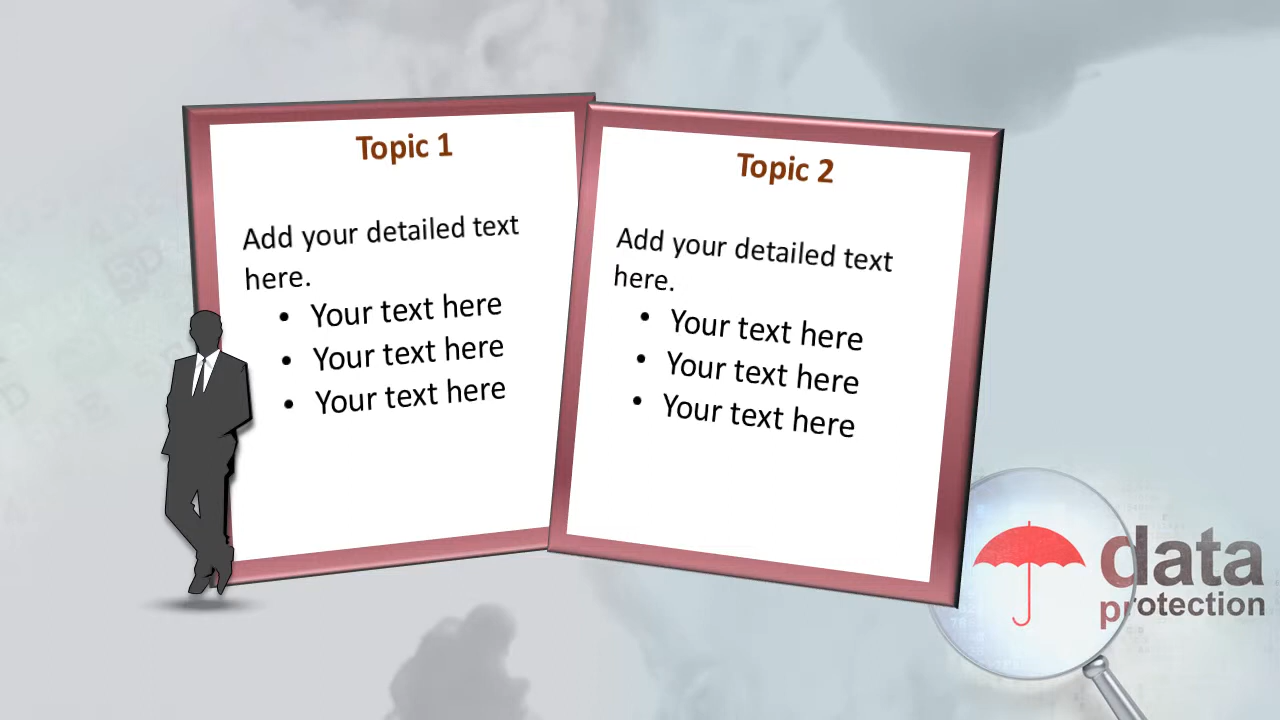 Topic 1
Add your detailed text
here.
• Your text here
• Your text here
• Your text here
Topic 2
Add your detailed text
here.
• Your text here
• Your text here
• Your text here
data
protection